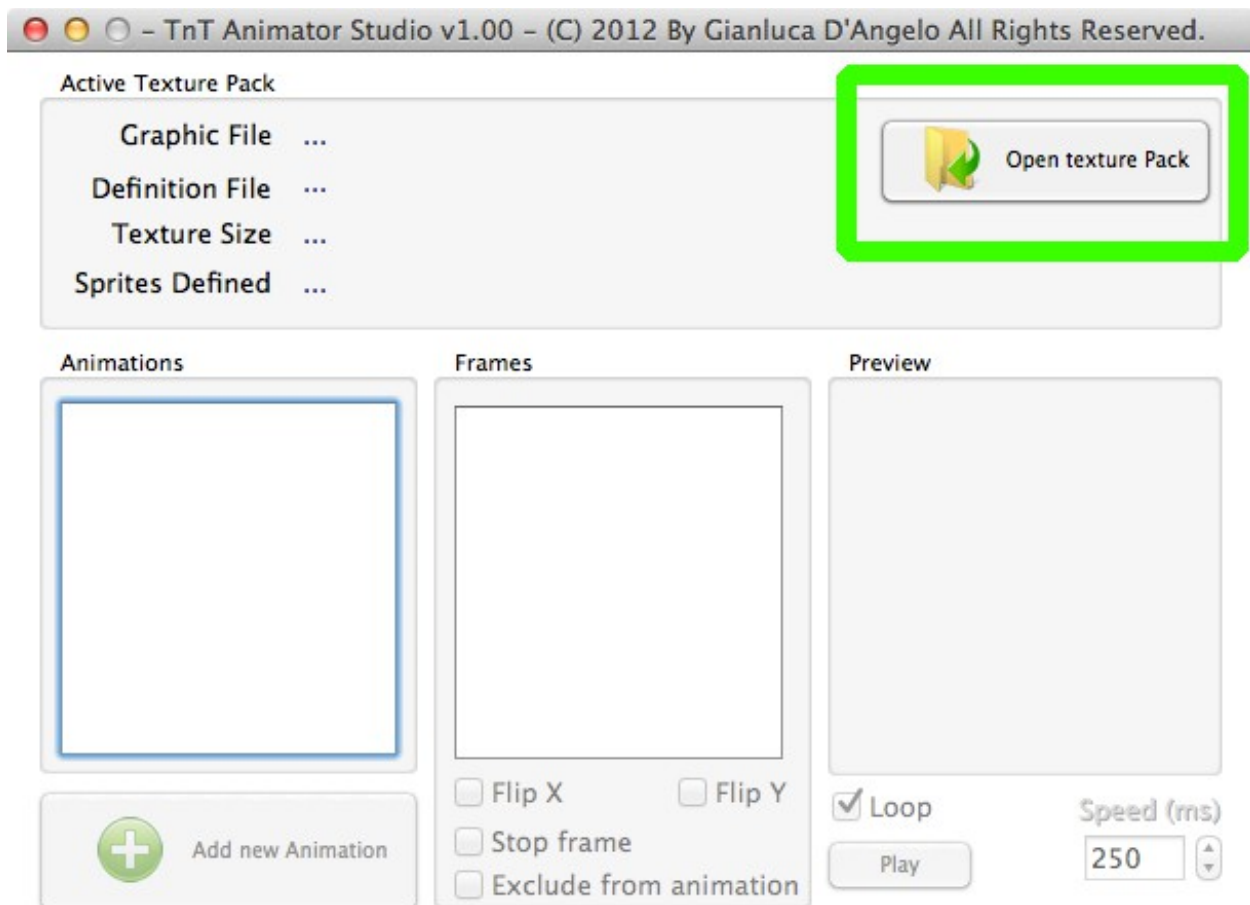 – TnT Animator Studio v1.00 – (C) 2012 By Gianluca D'Angelo All Rights Reserved.
Active Texture Pack
Graphic File ...
Open texture Pack
Definition File ...
Texture Size ...
Sprites Defined ...
Animations
Frames
Preview
Flip X
Flip Y
Loop
Speed (ms)
Add new Animation
Stop frame
Play
250
Exclude from animation